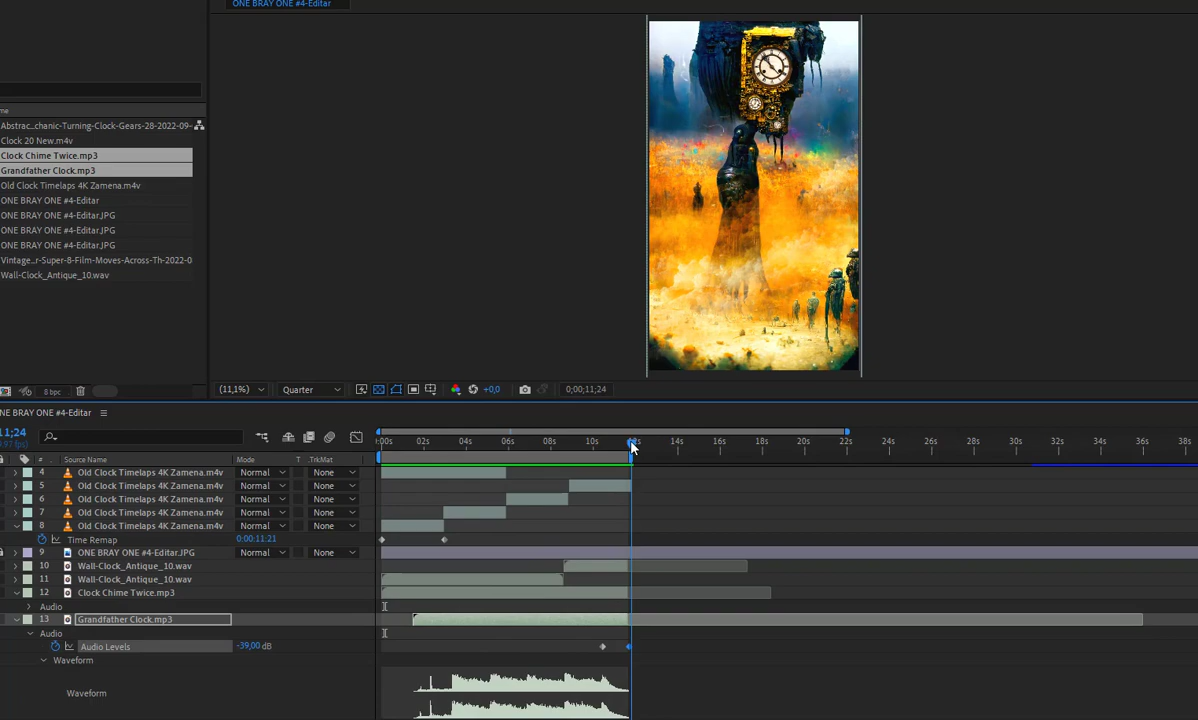 ONE BRAY ONE #4-Editar
me
Abstrac...chanic-Turning-Clock-Gears-28-2022-09-
Clock 20 New.m4v
Clock Chime Twice.mp3
Grandfather Clock.mp3
Old Clock Timelaps 4K Zamena.m4v
ONE BRAY ONE #4-Editar
ONE BRAY ONE #4-Editar.JPG
ONE BRAY ONE #4-Editar.JPG
ONE BRAY ONE #4-Editar.JPG
Vintage...r-Super-8-Film-Moves-Across-Th-2022-0
Wall-Clock_Antique_10.wav
8 bpc
(11,1%) Quarter +0,0 0;00;11;24
ONE BRAY ONE #4-Editar
11;24
:00s 02s 04s 06s 08s 10s 12s 14s 16s 18s 20s 22s 24s 26s 28s 30s 32s 34s 36s 38s
# Source Name Mode T .TrkMat
4 Old Clock Timelaps 4K Zamena.m4v Normal None
5 Old Clock Timelaps 4K Zamena.m4v Normal None
6 Old Clock Timelaps 4K Zamena.m4v Normal None
7 Old Clock Timelaps 4K Zamena.m4v Normal None
8 Old Clock Timelaps 4K Zamena.m4v Normal None
Time Remap 0:00:11:21
9 ONE BRAY ONE #4-Editar.JPG Normal None
10 Wall-Clock_Antique_10.wav
11 Wall-Clock_Antique_10.wav
12 Clock Chime Twice.mp3
Audio
13 Grandfather Clock.mp3
Audio
Audio Levels -39,00 dB
Waveform
Waveform